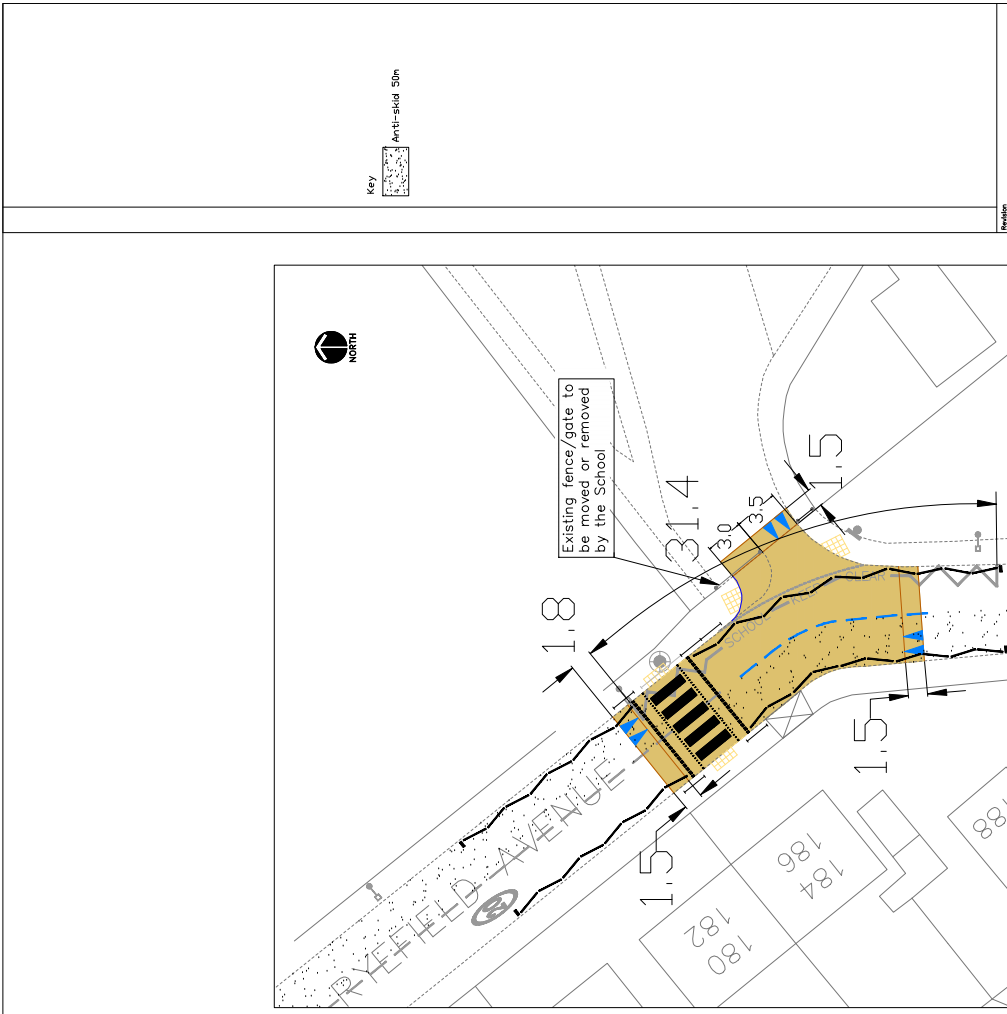 Key
Anti-skid 50m
Revision
NORTH
Existing fence/gate to
be moved or removed
by the School
31.4
3.0
3.5
1.5
1.8
SCHOOL KEEP CLEAR
1.5
1.5
RYEFIELD AVENUE
180
182
184
186
188